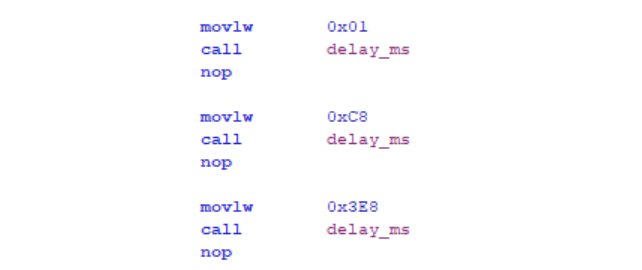 movlw 0x01
call delay_ms
nop
movlw 0xC8
call delay_ms
nop
movlw 0x3E8
call delay_ms
nop